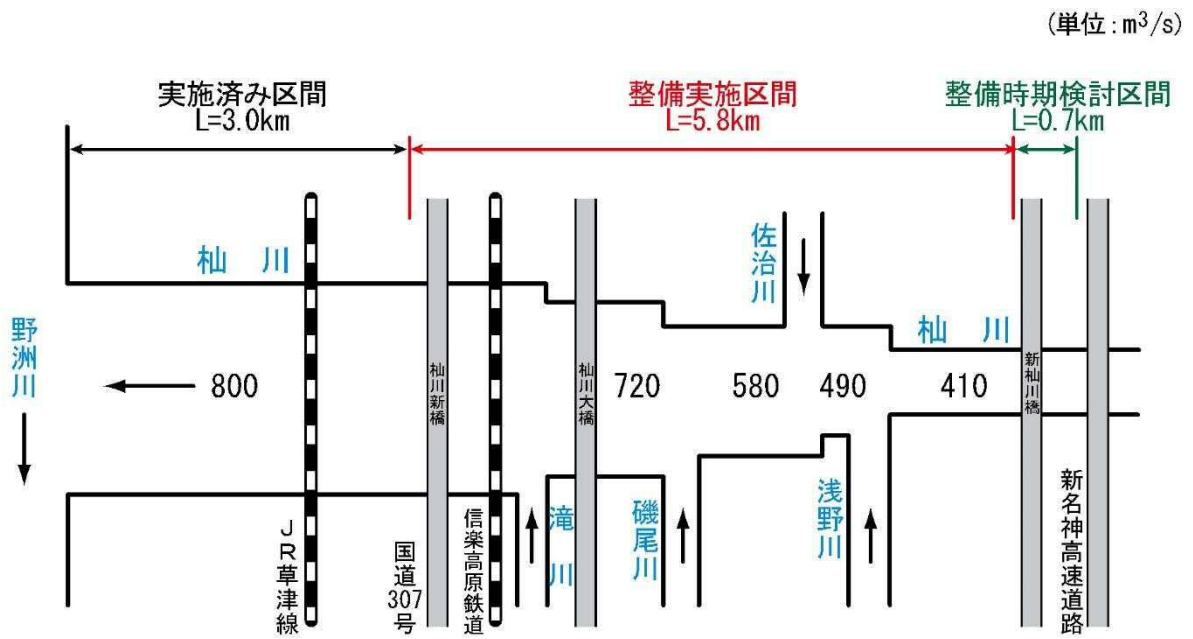 (単位:m³/s)
実施済み区間
L=3.0km
整備実施区間
L=5.8km
整備時期検討区間
L=0.7km
杣川
佐治川
杣川
野洲川
800
杣川新橋
杣川大橋
720
580
490
410
新杣川橋
JR草津線
国道307号
信楽高原鉄道
滝川
磯尾川
浅野川
新名神高速道路